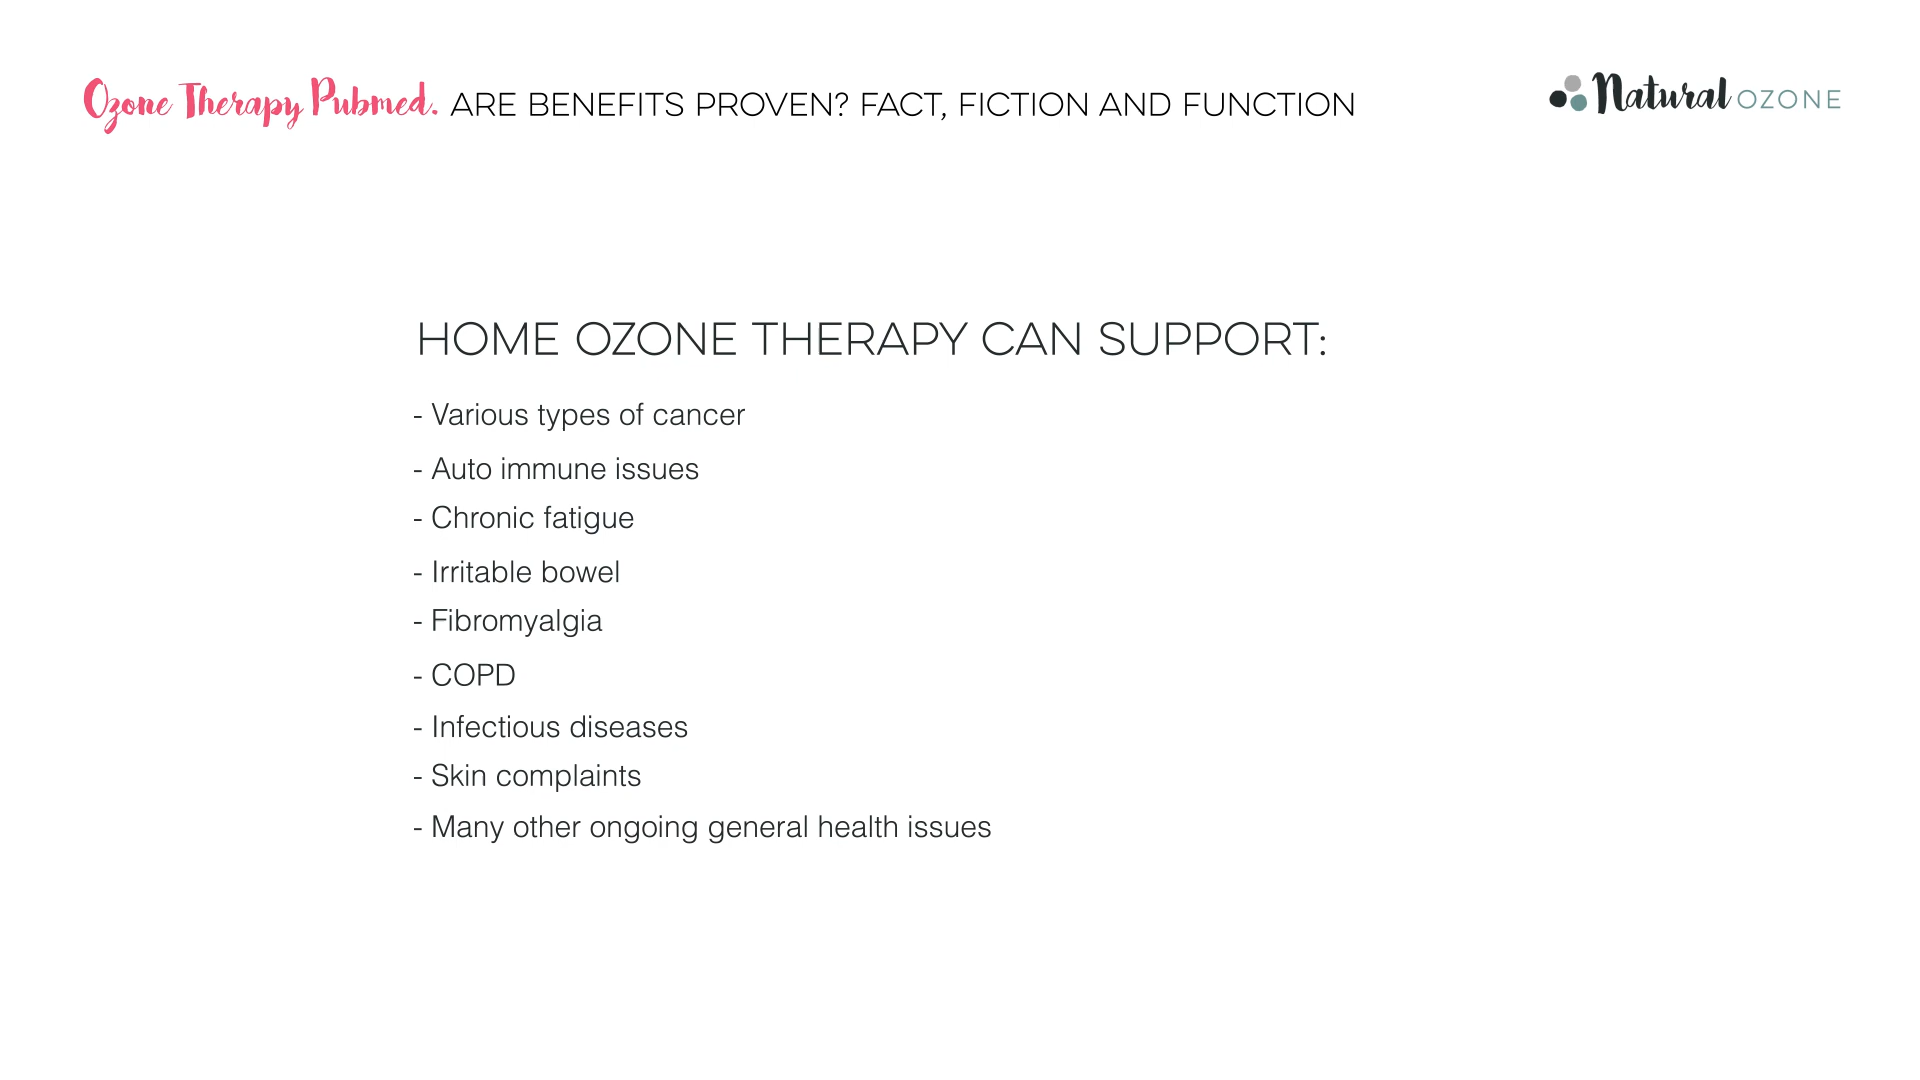 Ozone Therapy Pubmed. ARE BENEFITS PROVEN? FACT, FICTION AND FUNCTION
Natural OZONE
HOME OZONE THERAPY CAN SUPPORT:
- Various types of cancer
- Auto immune issues
- Chronic fatigue
- Irritable bowel
- Fibromyalgia
- COPD
- Infectious diseases
- Skin complaints
- Many other ongoing general health issues